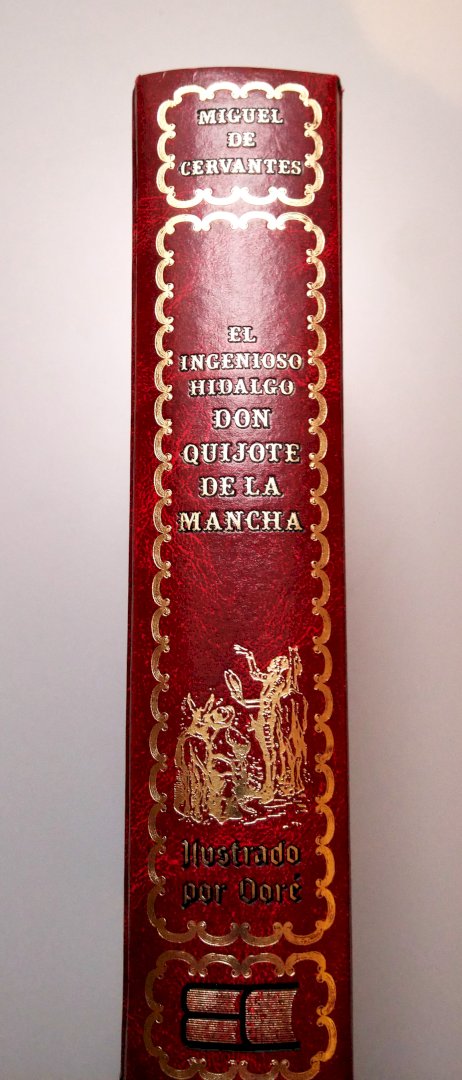 MIGUEL
DE
CERVANTES
EL
INGENIOSO
HIDALGO
DON
QUIJOTE
DE LA
MANCHA
Ilustrado
por Doré